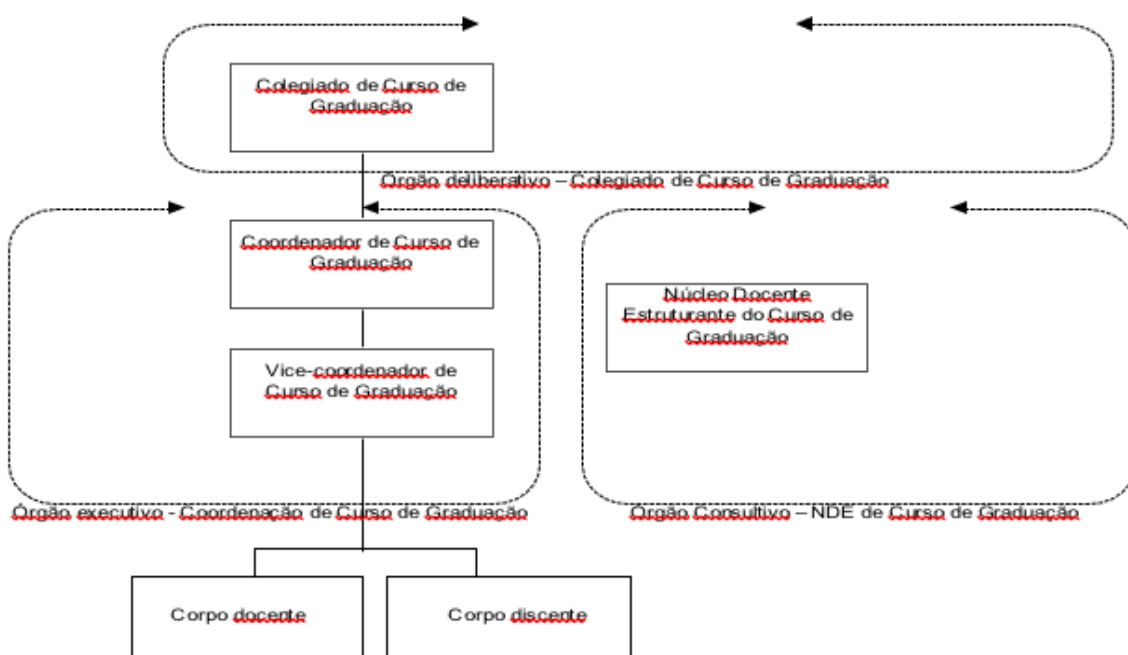 Colegiado de Curso de
Graduação
Órgão deliberativo – Colegiado de Curso de Graduação
Coordenador de Curso de
Graduação
Vice-coordenador de
Curso de Graduação
Órgão executivo - Coordenação de Curso de Graduação
Núcleo Docente
Estruturante do Curso de
Graduação
Órgão Consultivo – NDE de Curso de Graduação
Corpo docente
Corpo discente